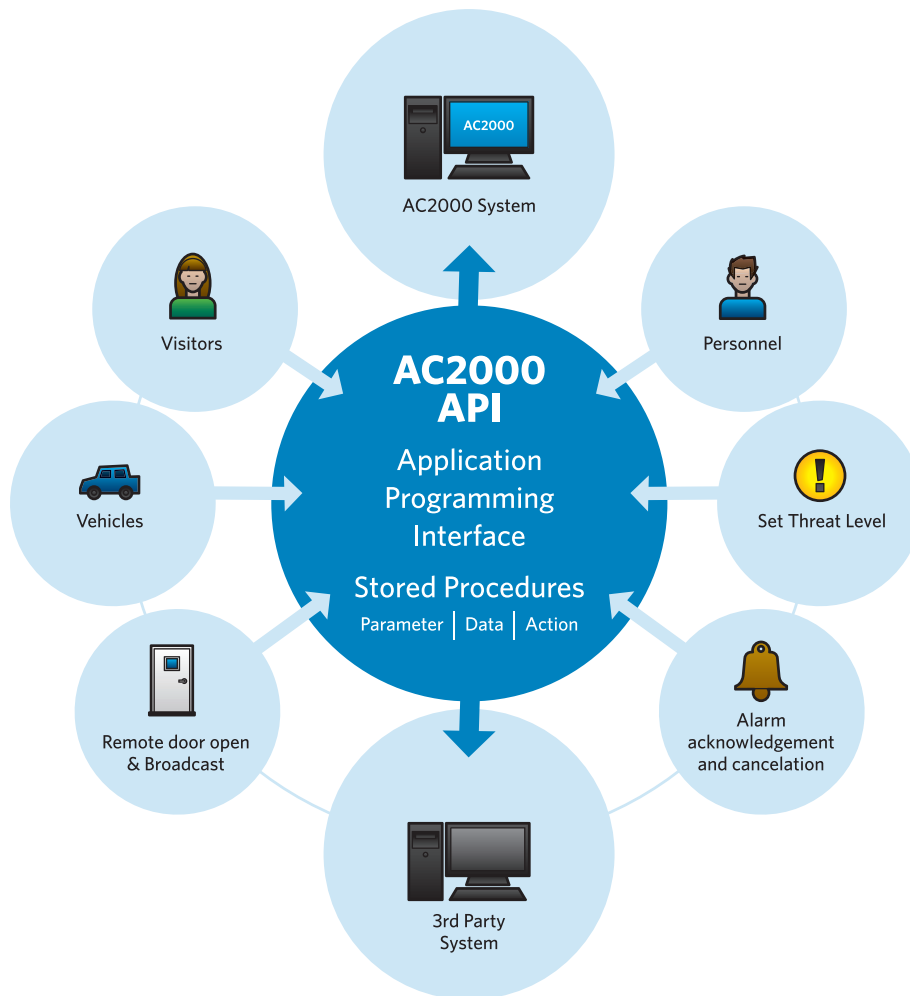 AC2000
AC2000 System
Visitors
Personnel
AC2000
API
Application
Programming
Interface
Vehicles
Set Threat Level
Stored Procedures
Parameter | Data | Action
Remote door open
& Broadcast
Alarm
acknowledgement
and cancelation
3rd Party
System